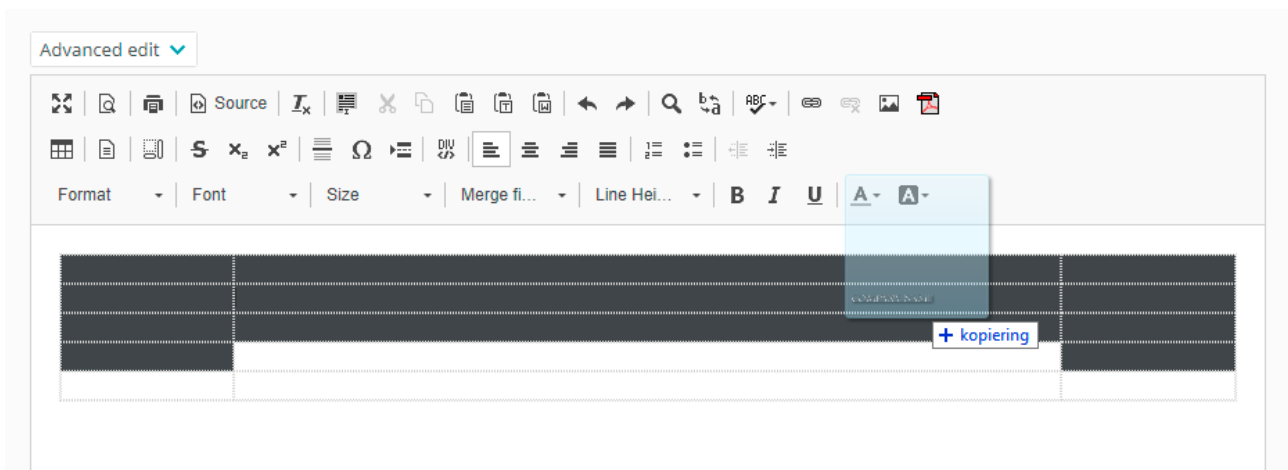 Advanced edit
Source
Format Font Size Merge fi... Line Hei... B I U A A
+ kopiering